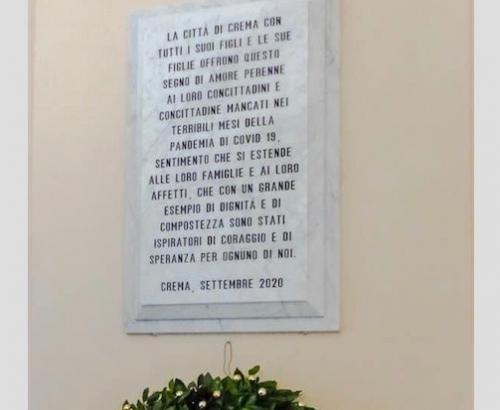 LA CITTÀ DI CREMA CON
TUTTI I SUOI FIGLI E LE SUE
FIGLIE OFFRONO QUESTO
SEGNO DI AMORE PERENNE
AI LORO CONCITTADINI E
CONCITTADINE MANCATI NEI
TERRIBILI MESI DELLA
PANDEMIA DI COVID 19,
SENTIMENTO CHE SI ESTENDE
ALLE LORO FAMIGLIE E AI LORO
AFFETTI, CHE CON UN GRANDE
ESEMPIO DI DIGNITÀ E DI
COMPOSTEZZA SONO STATI
ISPIRATORI DI CORAGGIO E DI
SPERANZA PER OGNUNO DI NOI.
CREMA, SETTEMBRE 2020